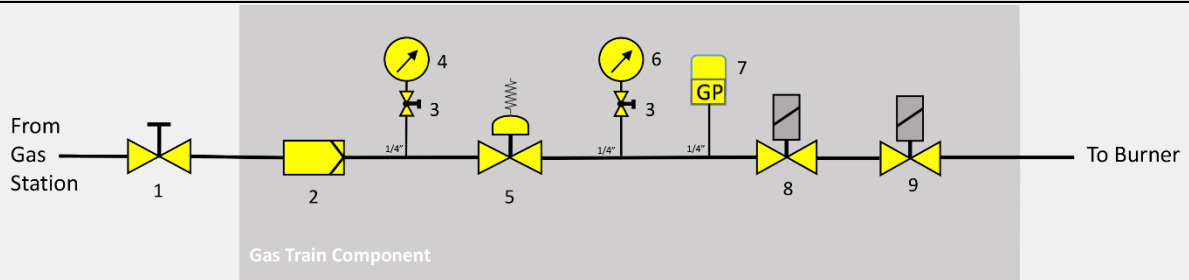 4
6
7
GP
3
3
From
Gas
Station
1/4"
1/4"
1/4"
To Burner
1
2
5
8
9
Gas Train Component